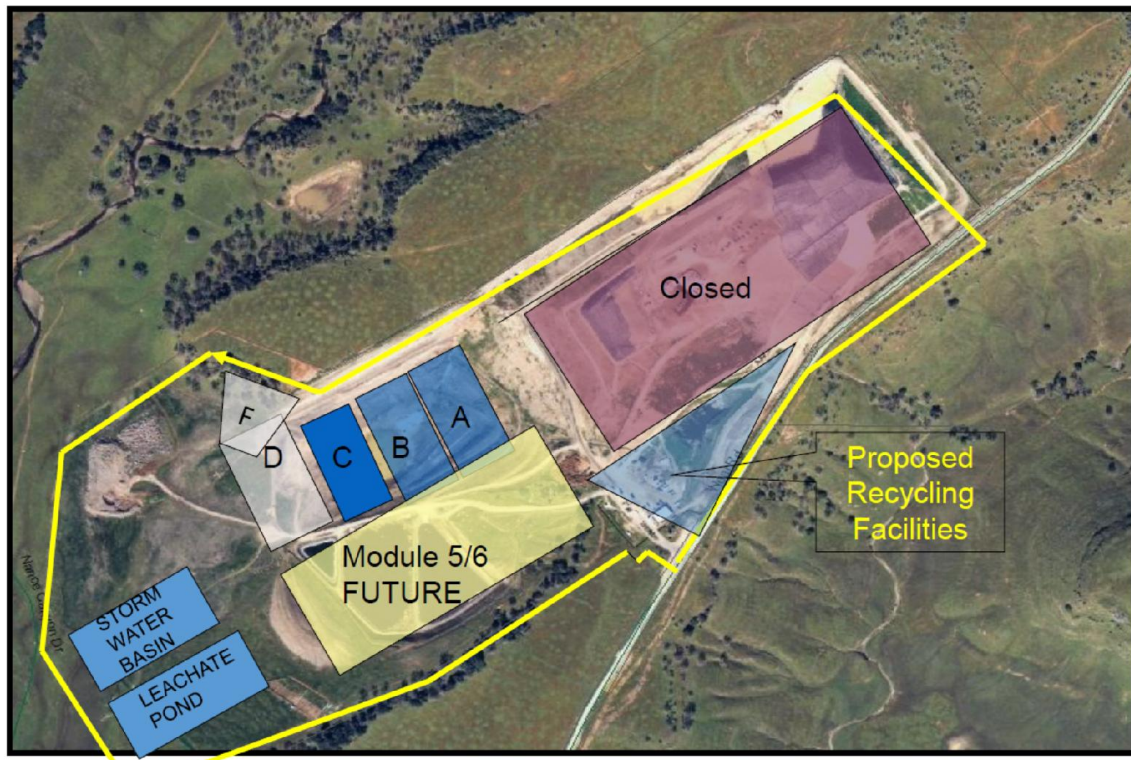 Closed
A
B
C
F
D
Proposed
Recycling
Facilities
Module 5/6
FUTURE
STORM
WATER
BASIN
LEACHATE
POND